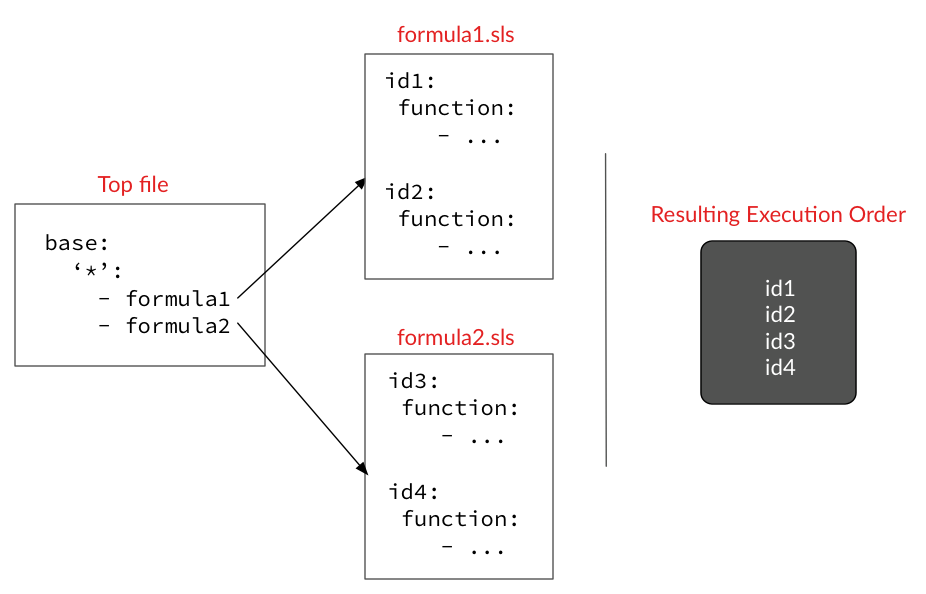 Top file
base:
‘*’:
- formula1
- formula2
formula1.sls
id1:
function:
- ...
id2:
function:
- ...
formula2.sls
id3:
function:
- ...
id4:
function:
- ...
Resulting Execution Order
id1
id2
id3
id4